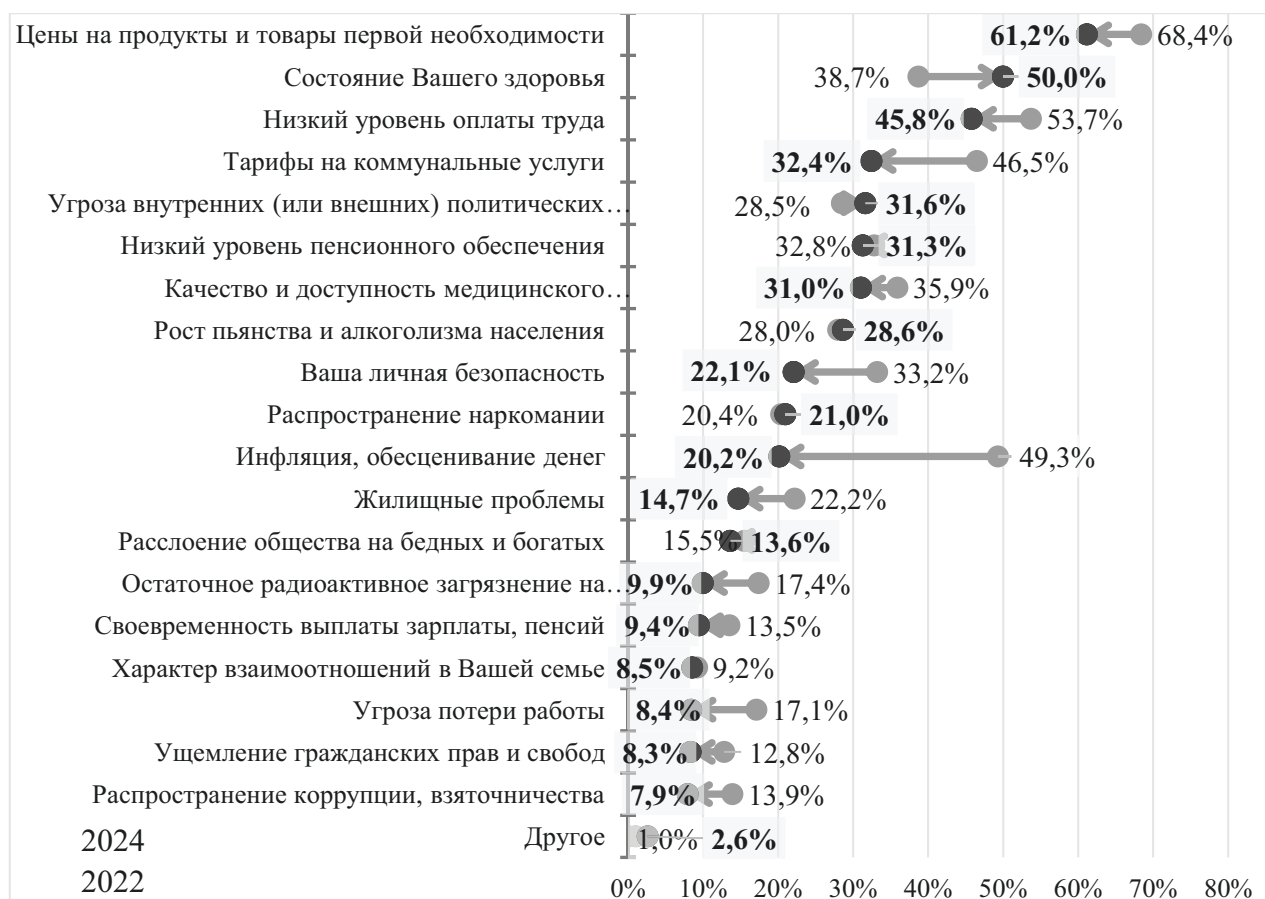 Цены на продукты и товары первой необходимости 61,2% 68,4%
Состояние Вашего здоровья 38,7% 50,0%
Низкий уровень оплаты труда 45,8% 53,7%
Тарифы на коммунальные услуги 32,4% 46,5%
Угроза внутренних (или внешних) политических… 28,5% 31,6%
Низкий уровень пенсионного обеспечения 32,8% 31,3%
Качество и доступность медицинского… 31,0% 35,9%
Рост пьянства и алкоголизма населения 28,0% 28,6%
Ваша личная безопасность 22,1% 33,2%
Распространение наркомании 20,4% 21,0%
Инфляция, обесценивание денег 20,2% 49,3%
Жилищные проблемы 14,7% 22,2%
Расслоение общества на бедных и богатых 15,5% 13,6%
Остаточное радиоактивное загрязнение на… 9,9% 17,4%
Своевременность выплаты зарплаты, пенсий 9,4% 13,5%
Характер взаимоотношений в Вашей семье 8,5% 9,2%
Угроза потери работы 8,4% 17,1%
Ущемление гражданских прав и свобод 8,3% 12,8%
Распространение коррупции, взяточничества 7,9% 13,9%
2024 Другое 1,0% 2,6%
2022
0% 10% 20% 30% 40% 50% 60% 70% 80%